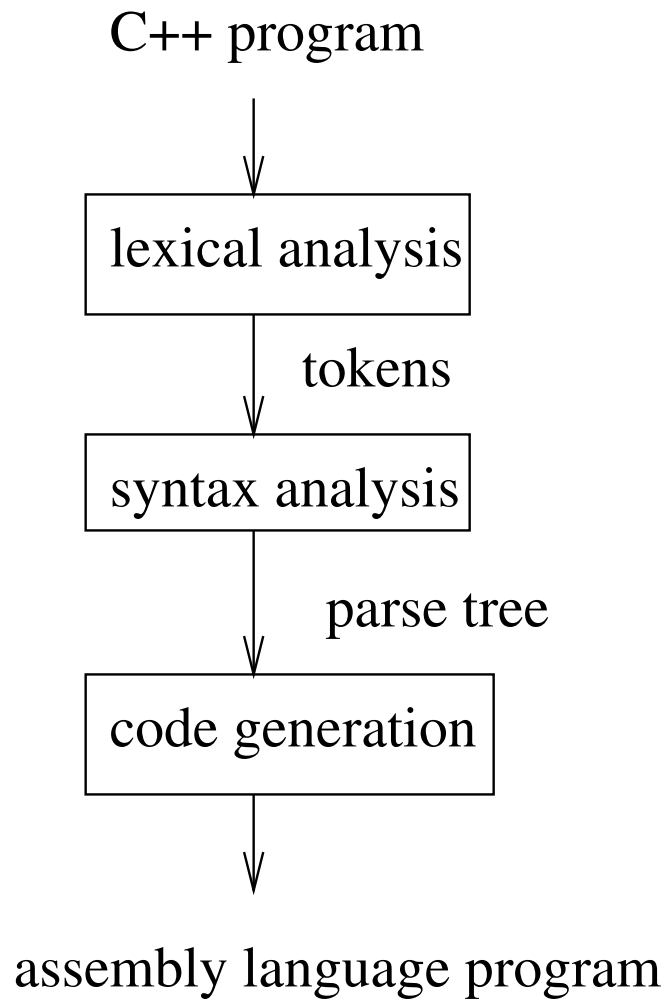 C++ program
lexical analysis
tokens
syntax analysis
parse tree
code generation
assembly language program